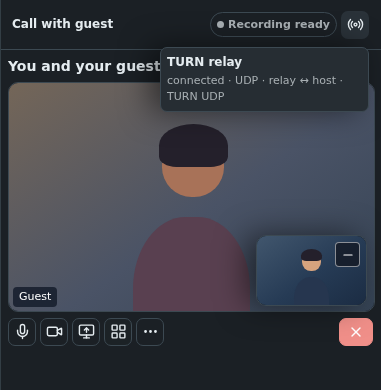 Call with guest
Recording ready
You and your guest
TURN relay
connected · UDP · relay ↔ host ·
TURN UDP
Guest